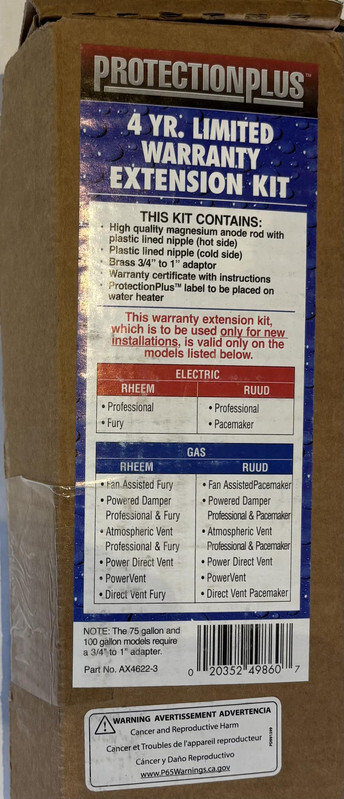 PROTECTIONPLUS™
4 YR. LIMITED
WARRANTY
EXTENSION KIT
THIS KIT CONTAINS:
· High quality magnesium anode rod with
plastic lined nipple (hot side)
· Plastic lined nipple (cold side)
· Brass 3/4" to 1" adaptor
· Warranty certificate with instructions
· ProtectionPlus™ label to be placed on
water heater
This warranty extension kit,
which is to be used only for new
installations, is valid only on the
models listed below.
ELECTRIC
RHEEM RUUD
• Professional • Professional
• Fury • Pacemaker
GAS
RHEEM RUUD
• Fan Assisted Fury • Fan AssistedPacemaker
• Powered Damper • Powered Damper
Professional & Fury Professional & Pacemaker
• Atmospheric Vent • Atmospheric Vent
Professional & Fury Professional & Pacemaker
• Power Direct Vent • Power Direct Vent
• PowerVent • PowerVent
• Direct Vent Fury • Direct Vent Pacemaker
NOTE: The 75 gallon and
100 gallon models require
a 3/4" to 1" adapter.
Part No. AX4622-3
0 20352 49860 7
WARNING AVERTISSEMENT ADVERTENCIA
Cancer and Reproductive Harm
Cancer et Troubles de l'appareil reproducteur
Cáncer y Daño Reproductivo
www.P65Warnings.ca.gov